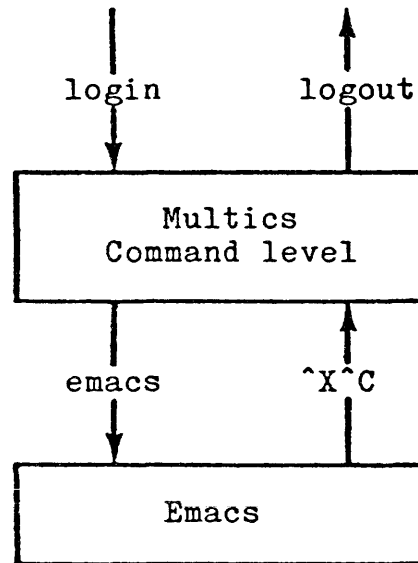 login logout
Multics
Command level
emacs ^X^C
Emacs